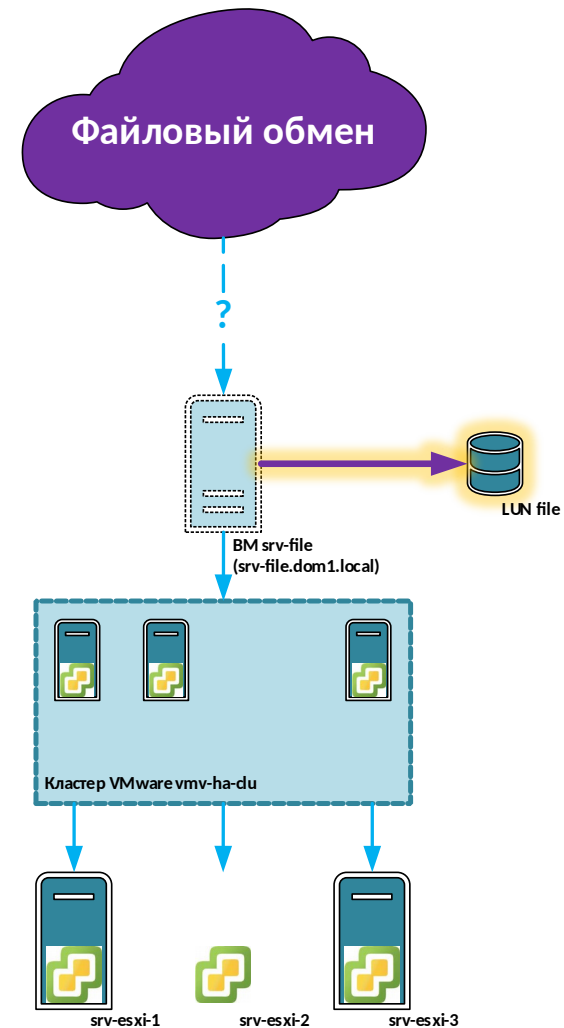 Файловый обмен
?
LUN file
ВМ srv-file
(srv-file.dom1.local)
Кластер VMware vmv-ha-clu
srv-esxi-1
srv-esxi-2
srv-esxi-3